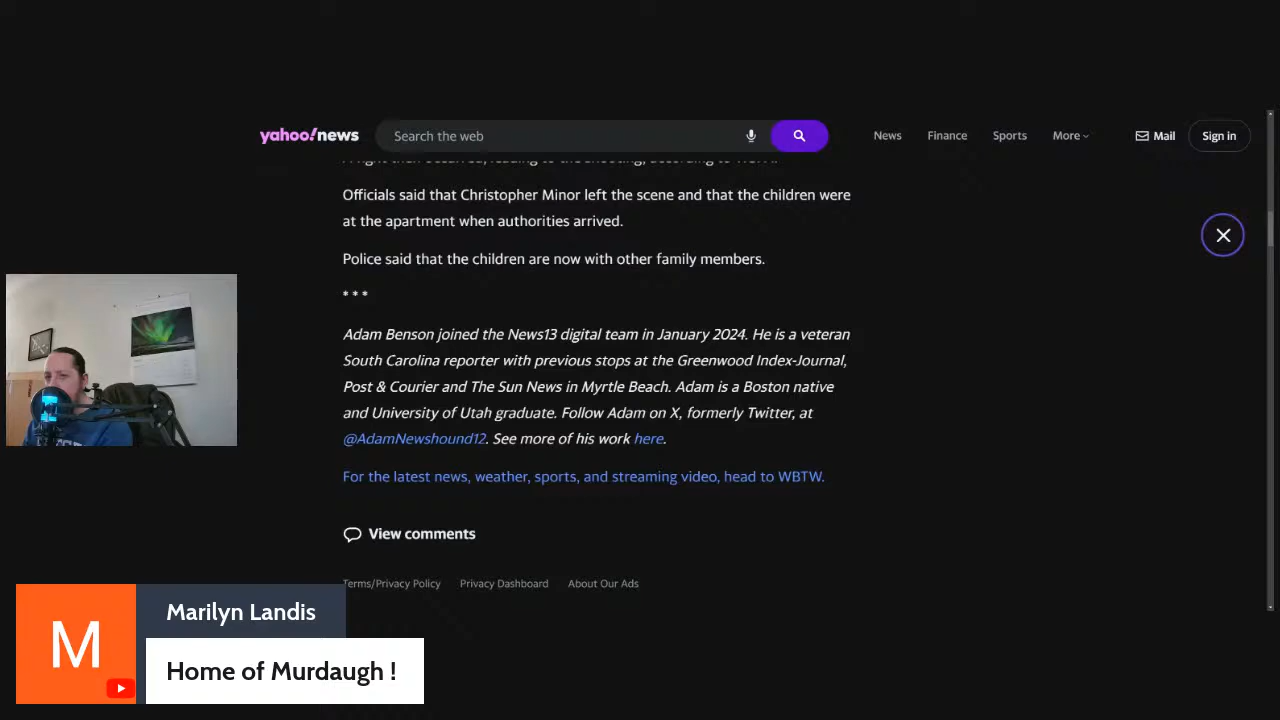 yahoo!news
Search the web
News Finance Sports More
Mail
Sign in
Officials said that Christopher Minor left the scene and that the children were
at the apartment when authorities arrived.
Police said that the children are now with other family members.
* * *
Adam Benson joined the News13 digital team in January 2024. He is a veteran
South Carolina reporter with previous stops at the Greenwood Index-Journal,
Post & Courier and The Sun News in Myrtle Beach. Adam is a Boston native
and University of Utah graduate. Follow Adam on X, formerly Twitter, at
@AdamNewshound12. See more of his work here.
For the latest news, weather, sports, and streaming video, head to WBTW.
View comments
Terms/Privacy Policy Privacy Dashboard About Our Ads
M
Marilyn Landis
Home of Murdaugh !